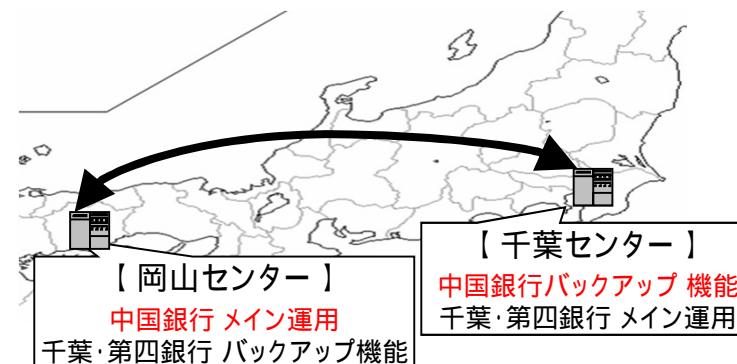 【 岡山センター 】
中国銀行 メイン運用
千葉・第四銀行 バックアップ機能
【 千葉センター 】
中国銀行バックアップ 機能
千葉・第四銀行 メイン運用